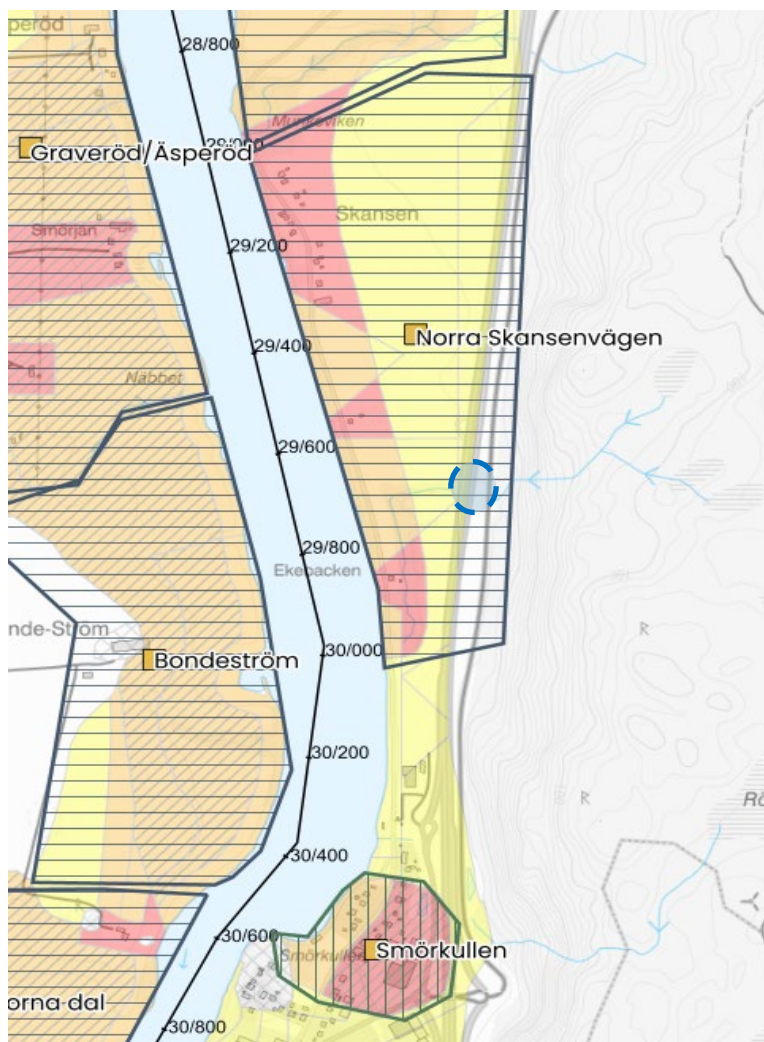 28/800
Munkeviken
29/000
Graveröd/Äsperöd
Skansen
Smörjan
29/200
Norra Skansenvägen
29/400
Näbbet
29/600
29/800
Ekebacken
nde-Ström
R
30/000
Bondeström
30/200
R
Rö
30/400
30/600
Smörkullen
Smörkullen
orna dal
30/800